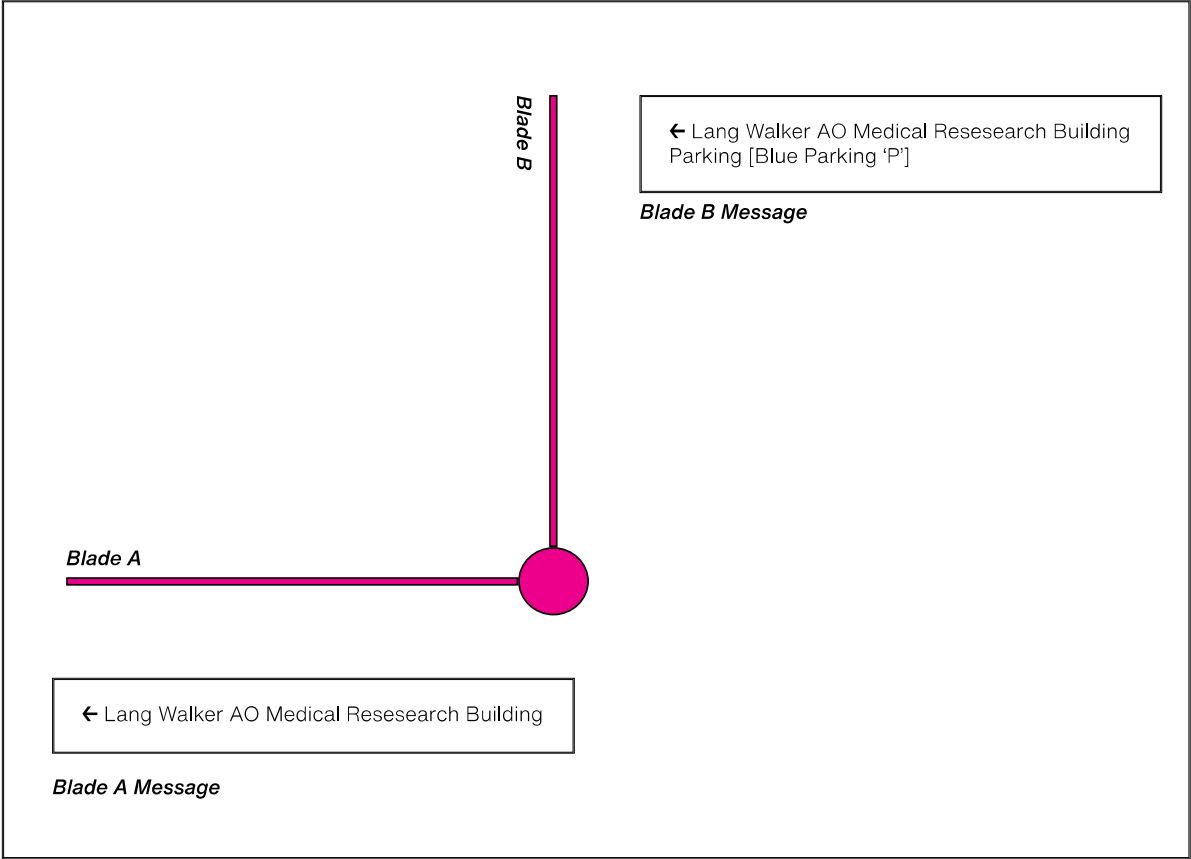 Blade B
← Lang Walker AO Medical Resesearch Building
Parking [Blue Parking ‘P’]
Blade B Message
Blade A
← Lang Walker AO Medical Resesearch Building
Blade A Message